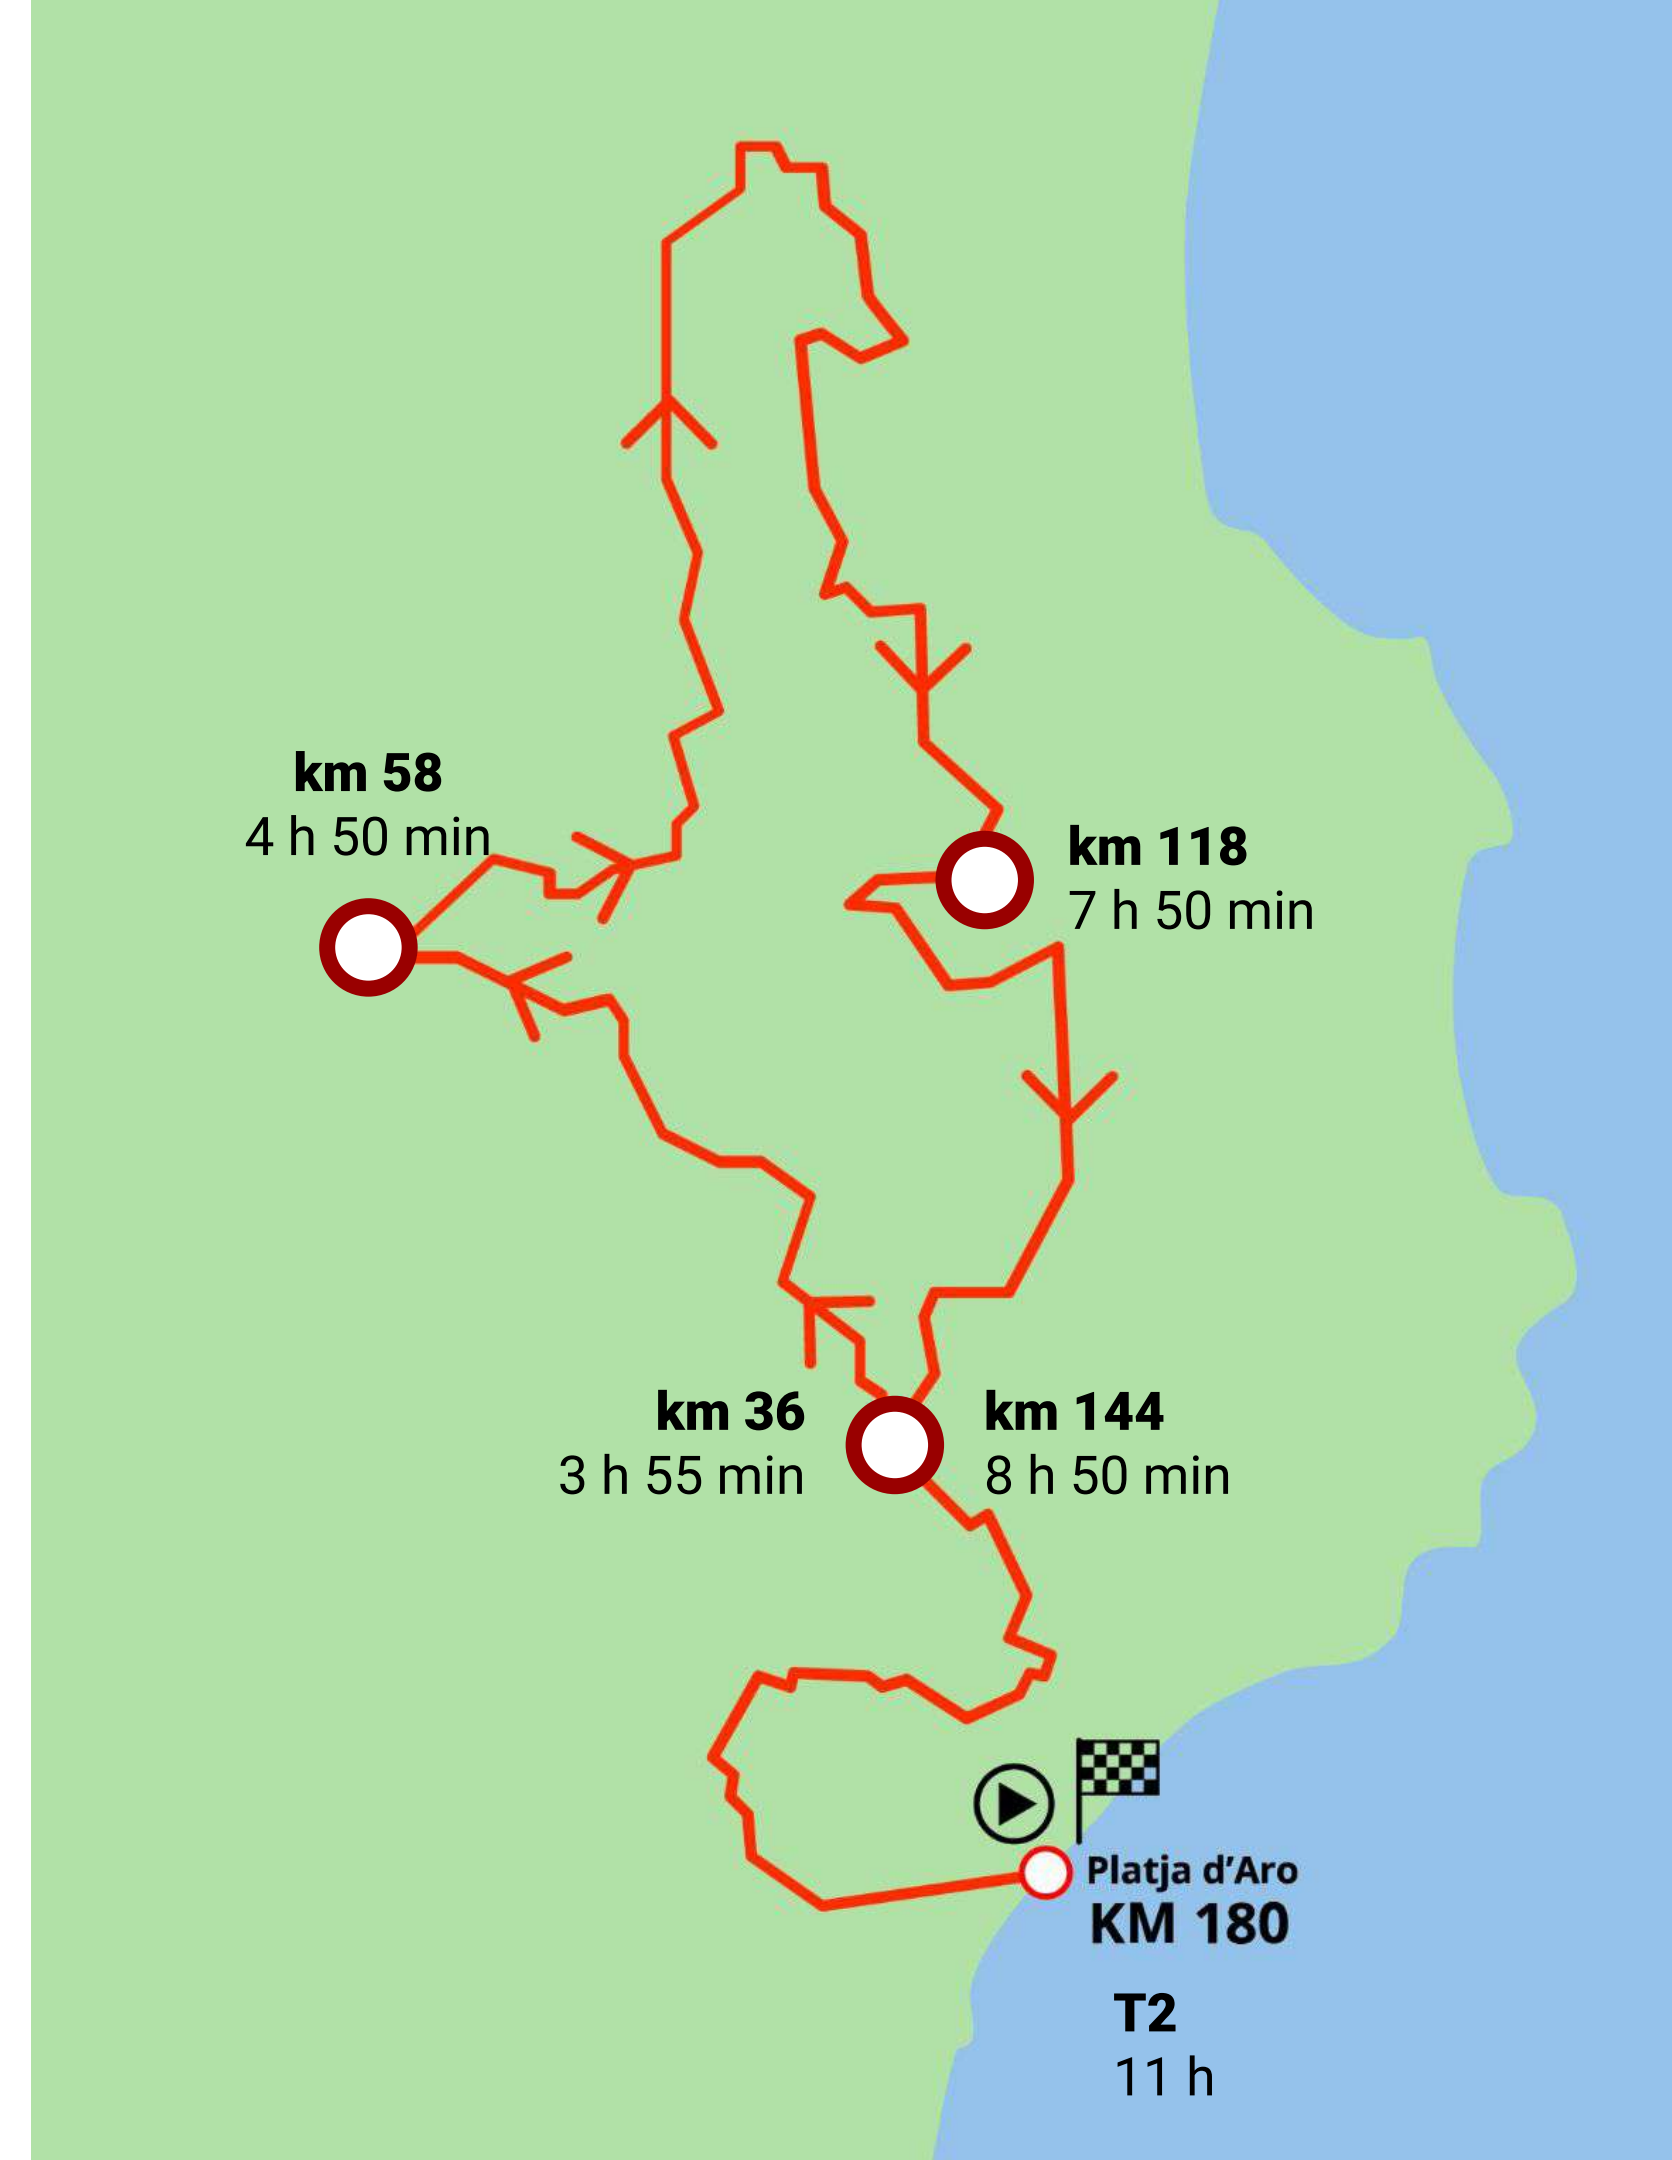 km 58
4 h 50 min
km 118
7 h 50 min
km 36
3 h 55 min
km 144
8 h 50 min
Platja d’Aro
KM 180
T2
11 h